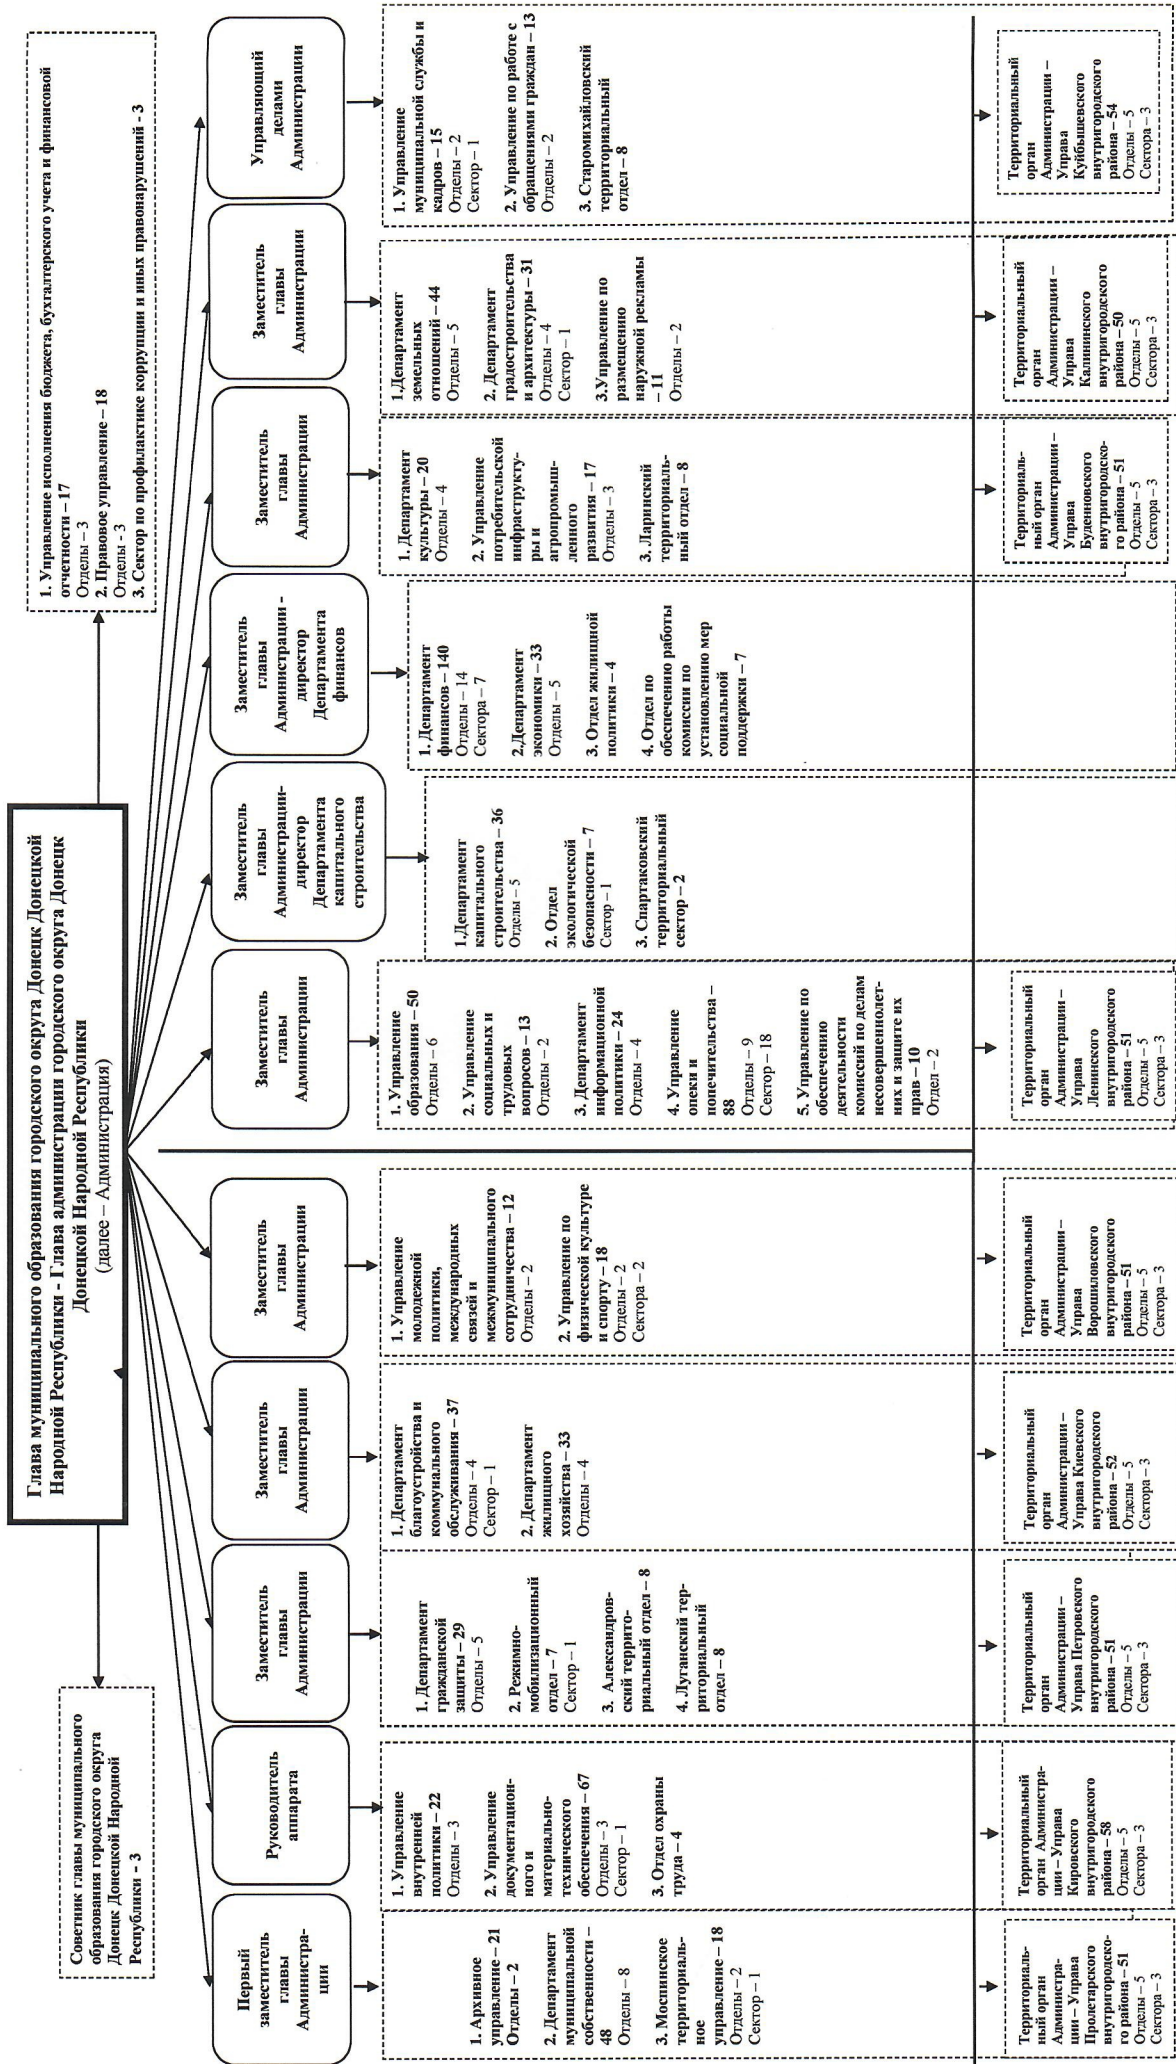 Глава муниципального образования городского округа Донецк Донецкой
Народной Республики - Глава администрации городского округа Донецк
Донецкой Народной Республики
(далее – Администрация)
Советник главы муниципального
образования городского округа
Донецк Донецкой Народной
Республики - 3
1. Управление исполнения бюджета, бухгалтерского учета и финансовой
отчетности – 17
Отделы – 3
2. Правовое управление – 18
Отделы - 3
3. Сектор по профилактике коррупции и иных правонарушений - 3
Первый
заместитель
главы
Администра-
ции
Руководитель
аппарата
Заместитель
главы
Администрации
Заместитель
главы
Администрации
Заместитель
главы
Администрации
Заместитель
главы
Администрации
Заместитель
главы
Администрации-
директор
Департамента
капитального
строительства
Заместитель
главы
Администрации -
директор
Департамента
финансов
Заместитель
главы
Администрации
Заместитель
главы
Администрации
Управляющий
делами
Администрации
1. Архивное
управление – 21
Отделы – 2
2. Департамент
муниципальной
собственности –
48
Отделы – 8
3. Моспинское
территориаль-
ное
управление – 18
Отделы – 2
Сектор – 1
1. Управление
внутренней
политики – 22
Отделы – 3
2. Управление
документацион-
ного и
материально-
технического
обеспечения – 67
Отделы – 3
Сектор – 1
3. Отдел охраны
труда – 4
1. Департамент
гражданской
защиты – 29
Отделы – 5
2. Режимно-
мобилизационный
отдел – 7
Сектор – 1
3. Александров-
ский террито-
риальный отдел – 8
4. Луганский тер-
риториальный
отдел – 8
1. Департамент
благоустройства и
коммунального
обслуживания – 37
Отделы – 4
Сектор – 1
2. Департамент
жилищного
хозяйства – 33
Отделы – 4
1. Управление
молодежной
политики,
международных
связей и
межмуниципального
сотрудничества – 12
Отделы – 2
2. Управление по
физической культуре
и спорту – 18
Отделы – 2
Сектора – 2
1. Управление
образования – 50
Отделы – 6
2. Управление
социальных и
трудовых
вопросов – 13
Отделы – 2
3. Департамент
информационной
политики – 24
Отделы – 4
4. Управление
опеки и
попечительства –
88
Отделы – 9
Сектор – 18
5. Управление по
обеспечению
деятельности
комиссий по делам
несовершеннолет-
них и защите их
прав – 10
Отдел – 2
1.Департамент
капитального
строительства – 36
Отделы – 5
2. Отдел
экологической
безопасности – 7
Сектор – 1
3. Спартаковский
территориальный
сектор – 2
1. Департамент
финансов – 140
Отделы – 14
Сектора – 7
2.Департамент
экономики – 33
Отделы – 5
3. Отдел жилищной
политики – 4
4. Отдел по
обеспечению работы
комиссии по
установлению мер
социальной
поддержки – 7
1. Департамент
культуры – 20
Отделы – 4
2. Управление
потребительской
инфраструкту-
ры и
агропромыш-
ленного
развития – 17
Отделы – 3
3. Ларинский
территориаль-
ный отдел – 8
1.Департамент
земельных
отношений – 44
Отделы – 5
2. Департамент
градостроительства
и архитектуры – 31
Отделы – 4
Сектор – 1
3.Управление по
размещению
наружной рекламы
– 11
Отделы – 2
1. Управление
муниципальной службы и
кадров – 15
Отделы – 2
Сектор – 1
2. Управление по работе с
обращениями граждан – 13
Отделы – 2
3. Старомихайловский
территориальный
отдел – 8
Территориаль-
ный орган
Администра-
ции – Управа
Пролетарского
внутригородско-
го района – 51
Отделы – 5
Сектора – 3
Территориальный
орган Администра-
ции – Управа
Кировского
внутригородского
района – 58
Отделы – 5
Сектора – 3
Территориальный
орган
Администрации –
Управа Петровского
внутригородского
района – 51
Отделы – 5
Сектора – 3
Территориальный
орган
Администрации –
Управа Киевского
внутригородского
района – 52
Отделы – 5
Сектора – 3
Территориальный
орган
Администрации –
Управа
Ворошиловского
внутригородского
района – 51
Отделы – 5
Сектора – 3
Территориальный
орган
Администрации –
Управа
Ленинского
внутригородского
района – 51
Отделы – 5
Сектора – 3
Территориаль-
ный орган
Администрации –
Управа
Буденновского
внутригородско-
го района – 51
Отделы – 5
Сектора – 3
Территориальный
орган
Администрации –
Управа
Калининского
внутригородского
района – 50
Отделы – 5
Сектора – 3
Территориальный
орган
Администрации –
Управа
Куйбышевского
внутригородского
района – 54
Отделы – 5
Сектора – 3